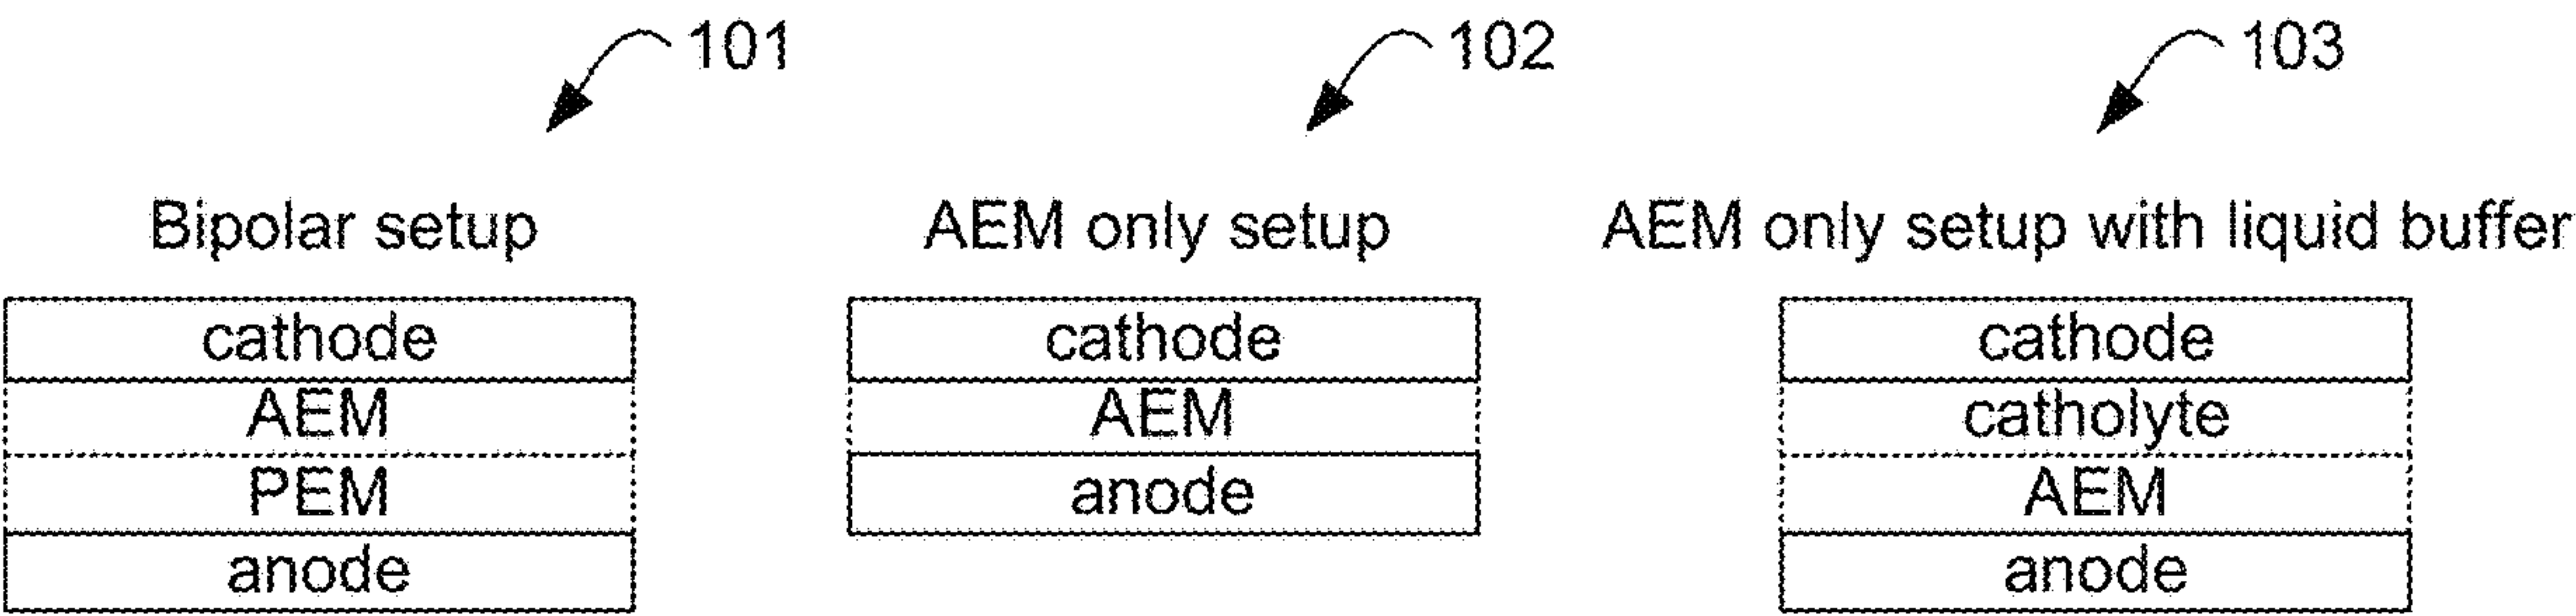 101
102
103
Bipolar setup
AEM only setup
AEM only setup with liquid buffer
cathode
AEM
PEM
anode
cathode
AEM
anode
cathode
catholyte
AEM
anode